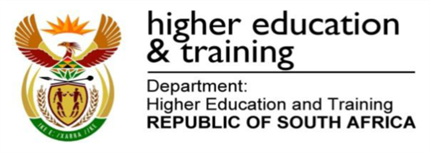 higher education
& training
Department:
Higher Education and Training
REPUBLIC OF SOUTH AFRICA